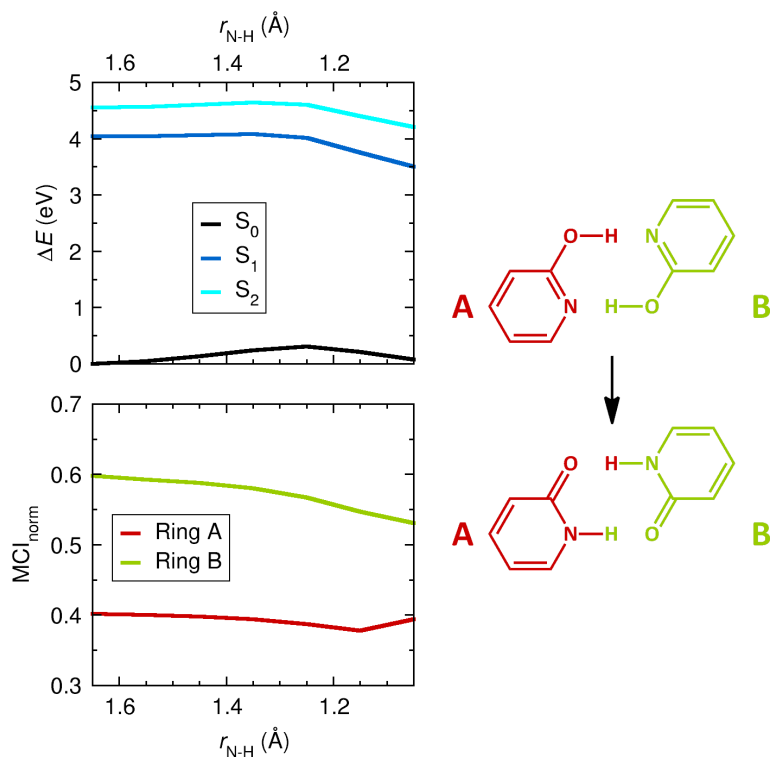 r_N-H (Å)
1.6 1.4 1.2
5
4
3
2
1
0
ΔE (eV)
S_0
S_1
S_2
0.7
0.6
0.5
0.4
0.3
MCI_norm
Ring A
Ring B
1.6 1.4 1.2
r_N-H (Å)
O H N
A N H O B
O H N
A N H O B